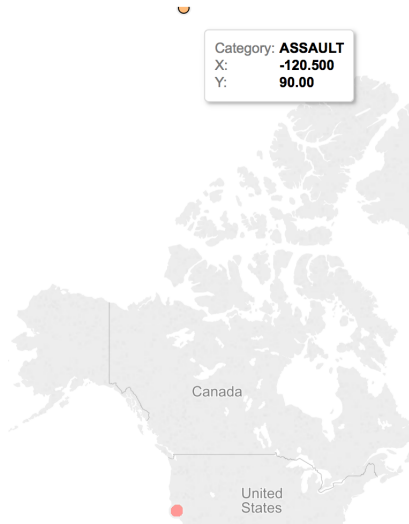 Category: ASSAULT
X: -120.500
Y: 90.00
Canada
United
States